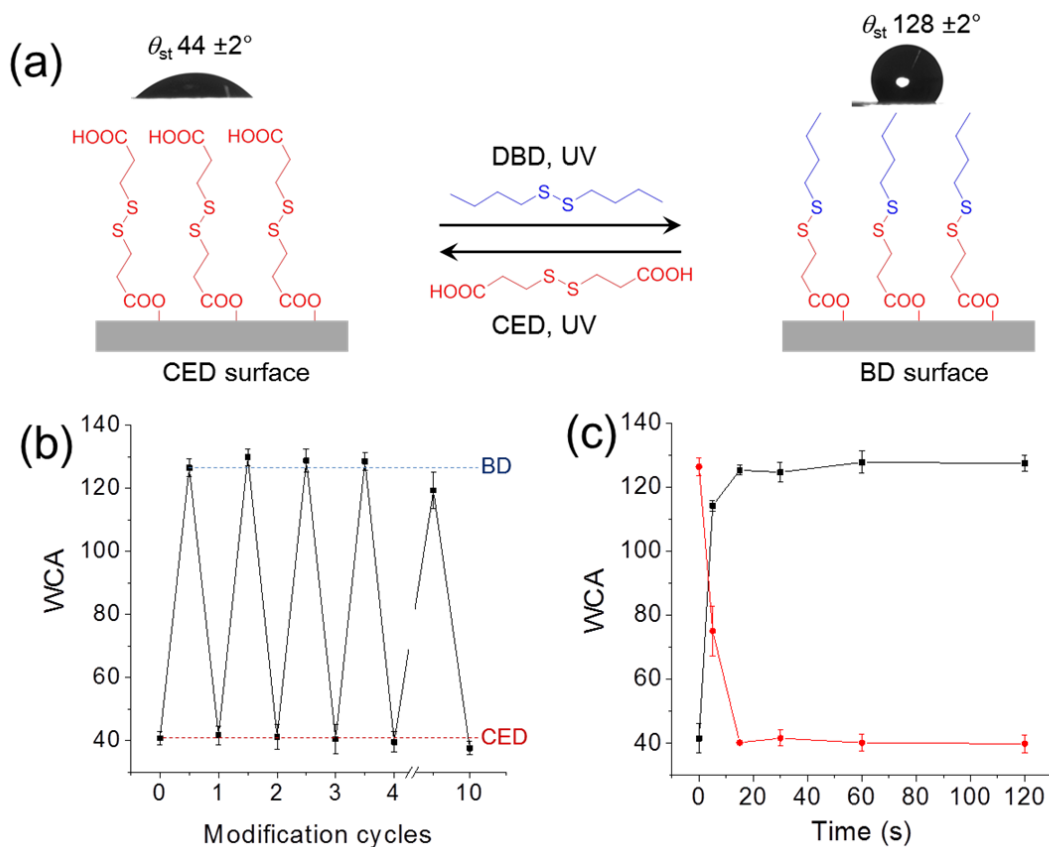 (a)
θst 44 ±2°
θst 128 ±2°
HOOC HOOC HOOC
S S S
S S S
COO COO COO
CED surface
DBD, UV
S S
HOOC S S COOH
CED, UV
S S S
S S S
COO COO COO
BD surface
(b)
140
120
100
80
60
40
WCA
BD
CED
0 1 2 3 4 10
Modification cycles
(c)
140
120
100
80
60
40
WCA
0 20 40 60 80 100 120
Time (s)